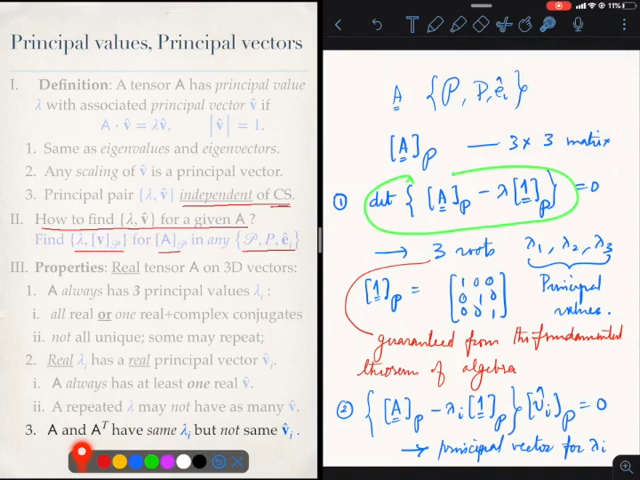 11%
Principal values, Principal vectors
I. Definition: A tensor A has principal value
λ with associated principal vector v̂ if
A · v̂ = λv̂, |v̂| = 1.
1. Same as eigenvalues and eigenvectors.
2. Any scaling of v̂ is a principal vector.
3. Principal pair {λ, v̂} independent of CS.
II. How to find {λ, v̂} for a given A ?
Find {λ, [v]𝒫} for [A]𝒫 in any {𝒫, P, êᵢ}
III. Properties: Real tensor A on 3D vectors:
1. A always has 3 principal values λᵢ :
i. all real or one real+complex conjugates
ii. not all unique; some may repeat;
2. Real λᵢ has a real principal vector v̂ᵢ.
i. A always has at least one real v̂.
ii. A repeated λ may not have as many v̂.
3. A and Aᵀ have same λᵢ but not same v̂ᵢ.
A {P, P, êᵢ}
[A]P — 3x3 matrix
① det { [A]P − λ[1]P } = 0
→ 3 roots λ₁, λ₂, λ₃
[1]P = [1 0 0
0 1 0
0 0 1]
Principal
values.
guaranteed from the fundamental
theorem of algebra
② { [A]P − λᵢ [1]P } [v̂ᵢ]P = 0
→ principal vector for λᵢ